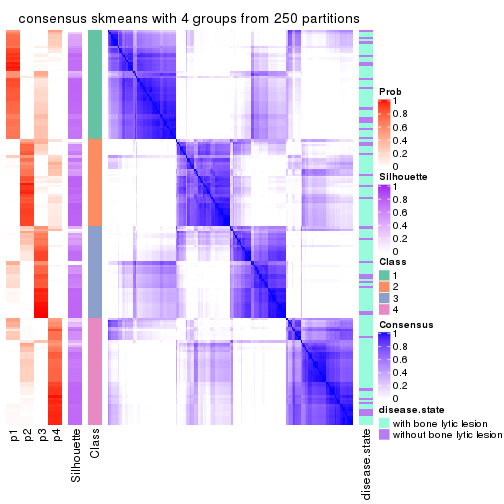 consensus skmeans with 4 groups from 250 partitions
Prob
1
0.8
0.6
0.4
0.2
0
Silhouette
1
0.8
0.6
0.4
0.2
0
Class
1
2
3
4
Consensus
1
0.8
0.6
0.4
0.2
0
disease.state
with bone lytic lesion
without bone lytic lesion
p1
p2
p3
p4
Silhouette
Class
disease.state